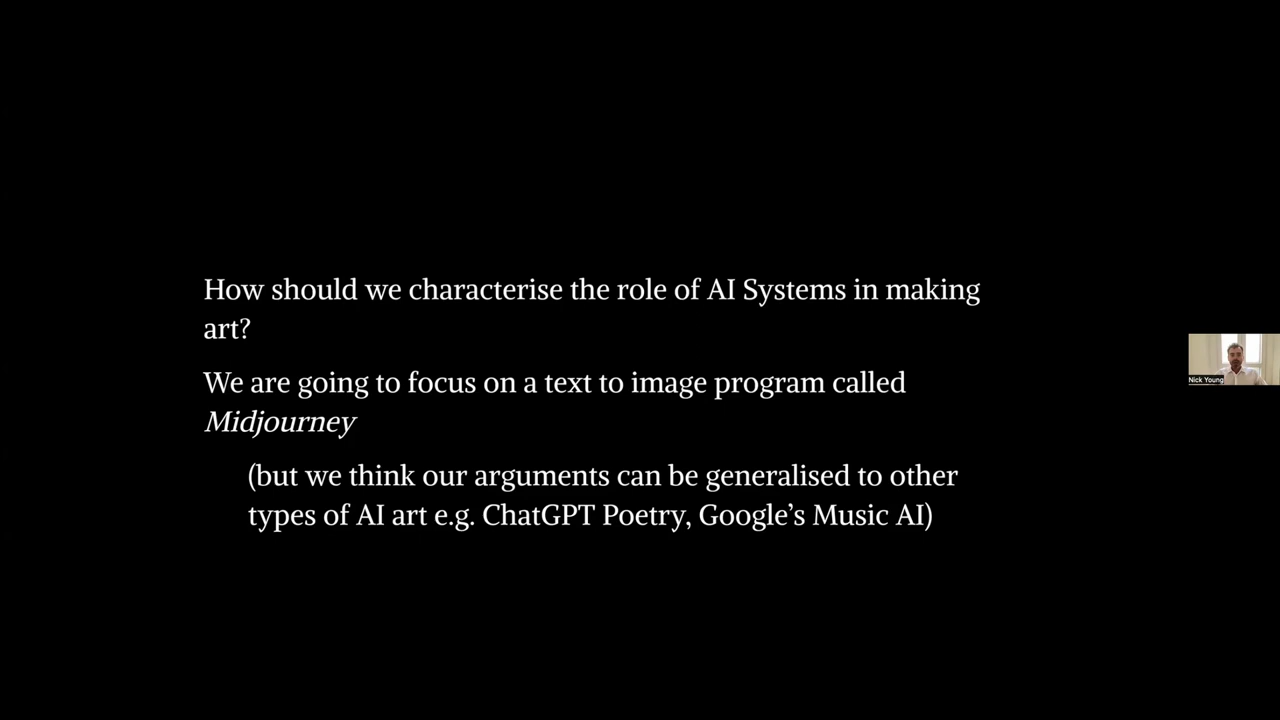 How should we characterise the role of AI Systems in making
art?
We are going to focus on a text to image program called
Midjourney
(but we think our arguments can be generalised to other
types of AI art e.g. ChatGPT Poetry, Google’s Music AI)
Nick Young